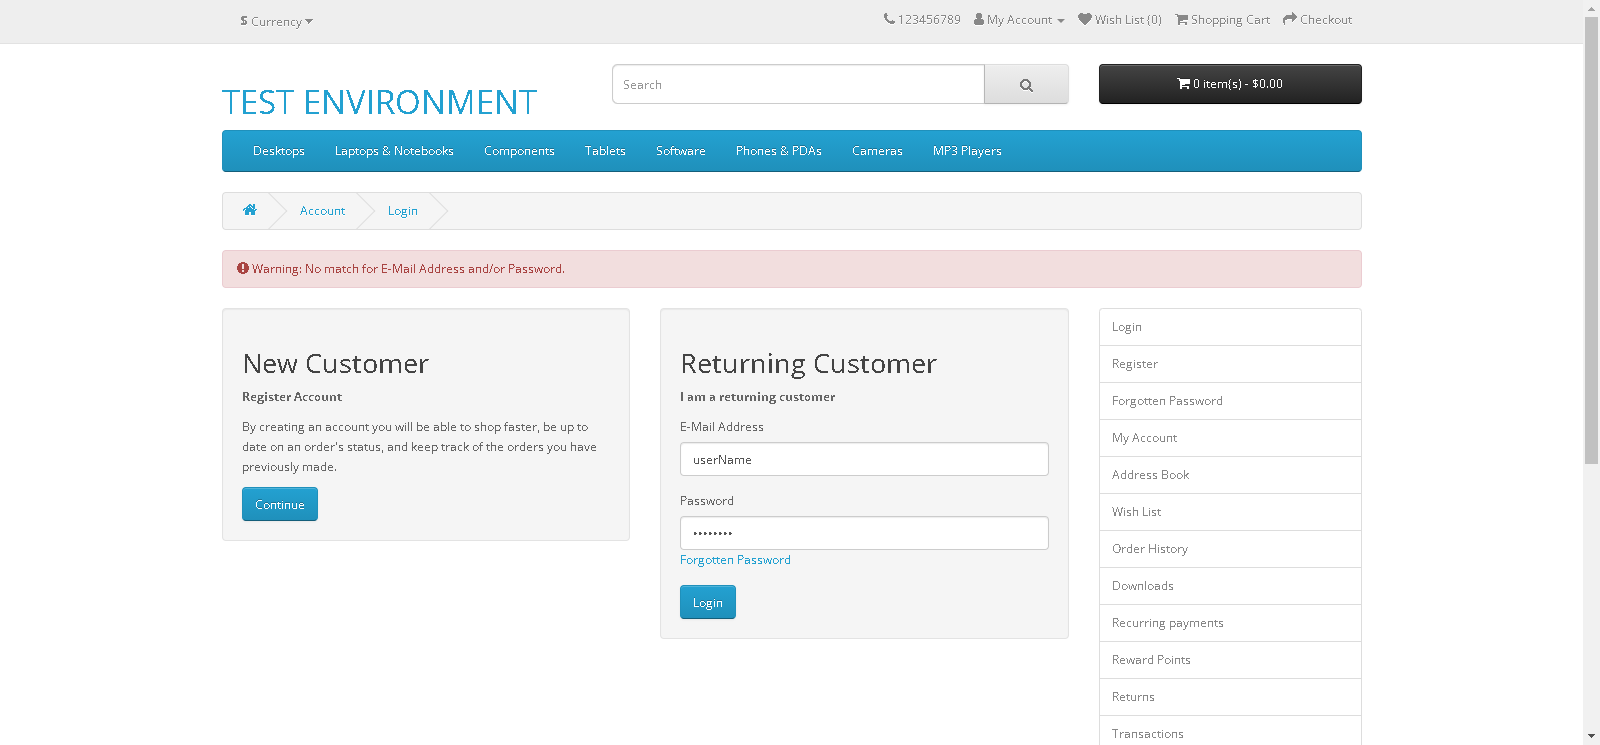 $ Currency
123456789 My Account Wish List (0) Shopping Cart Checkout
TEST ENVIRONMENT
Search
0 item(s) - $0.00
Desktops Laptops & Notebooks Components Tablets Software Phones & PDAs Cameras MP3 Players
Account Login
Warning: No match for E-Mail Address and/or Password.
New Customer
Register Account
By creating an account you will be able to shop faster, be up to
date on an order's status, and keep track of the orders you have
previously made.
Continue
Returning Customer
I am a returning customer
E-Mail Address
userName
Password
••••••••
Forgotten Password
Login
Login
Register
Forgotten Password
My Account
Address Book
Wish List
Order History
Downloads
Recurring payments
Reward Points
Returns
Transactions